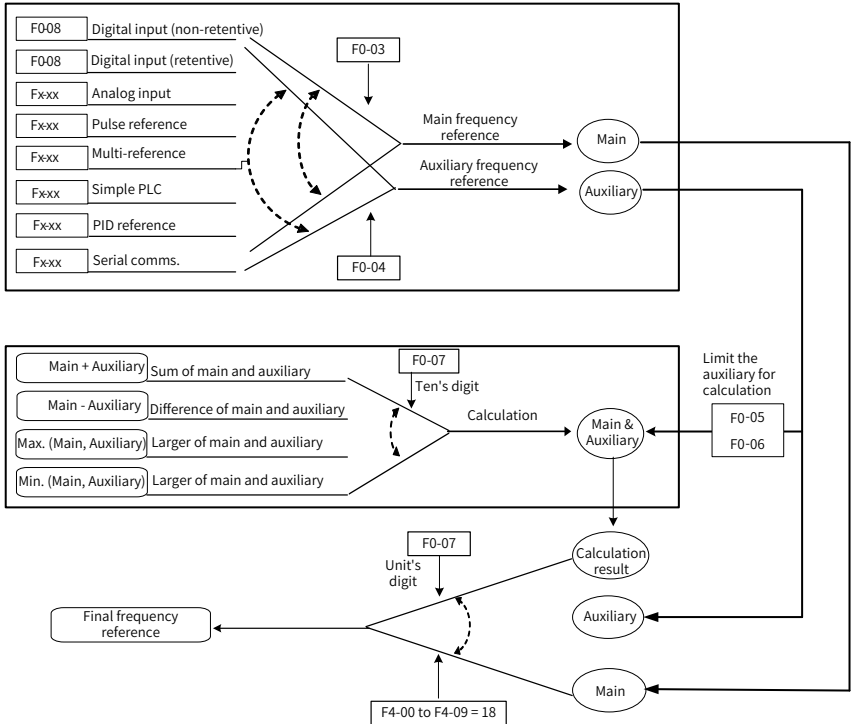 F0-08 Digital input (non-retentive)
F0-08 Digital input (retentive)
Fx-xx Analog input
Fx-xx Pulse reference
Fx-xx Multi-reference
Fx-xx Simple PLC
Fx-xx PID reference
Fx-xx Serial comms.
F0-03
F0-04
Main frequency
reference
Auxiliary frequency
reference
Main
Auxiliary
Main + Auxiliary Sum of main and auxiliary
Main - Auxiliary Difference of main and auxiliary
Max. (Main, Auxiliary) Larger of main and auxiliary
Min. (Main, Auxiliary) Larger of main and auxiliary
F0-07
Ten's digit
Calculation
Main &
Auxiliary
Limit the
auxiliary for
calculation
F0-05
F0-06
F0-07
Unit's
digit
Calculation
result
Auxiliary
Main
Final frequency
reference
F4-00 to F4-09 = 18